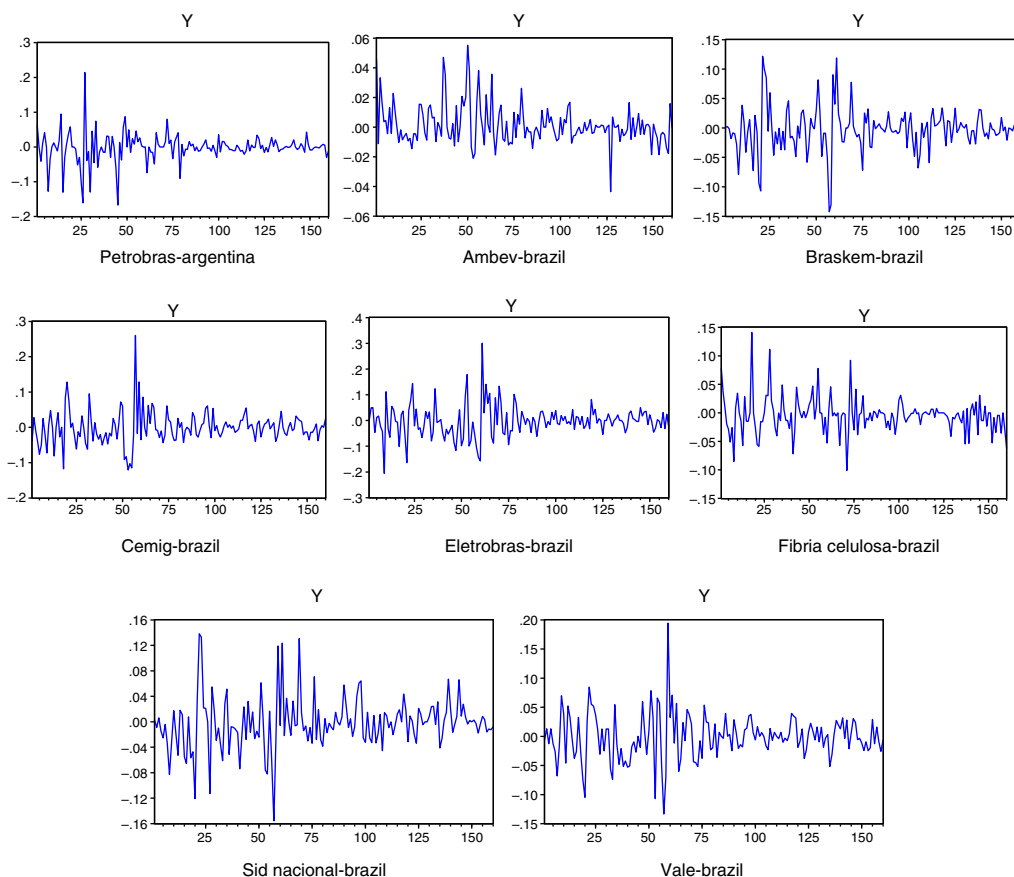 Y Y Y
.3 .06 .15
.2 .04 .10
.1 .02 .05
.0 .00 .00
–.1 –.02 –.05
–.2 –.04 –.10
–.06 –.15
25 50 75 100 125 150 25 50 75 100 125 150 25 50 75 100 125 150
Petrobras-argentina Ambev-brazil Braskem-brazil
Y Y Y
.3 .4 .15
.2 .3 .10
.1 .2 .05
.0 .1 .00
–.1 .0 –.05
–.2 –.1 –.10
–.2 –.15
–.3
25 50 75 100 125 150 25 50 75 100 125 150 25 50 75 100 125 150
Cemig-brazil Eletrobras-brazil Fibria celulosa-brazil
Y Y
.16 .20
.12 .15
.08 .10
.04 .05
.00 .00
–.04 –.05
–.08 –.10
–.12 –.15
–.16
25 50 75 100 125 150 25 50 75 100 125 150
Sid nacional-brazil Vale-brazil